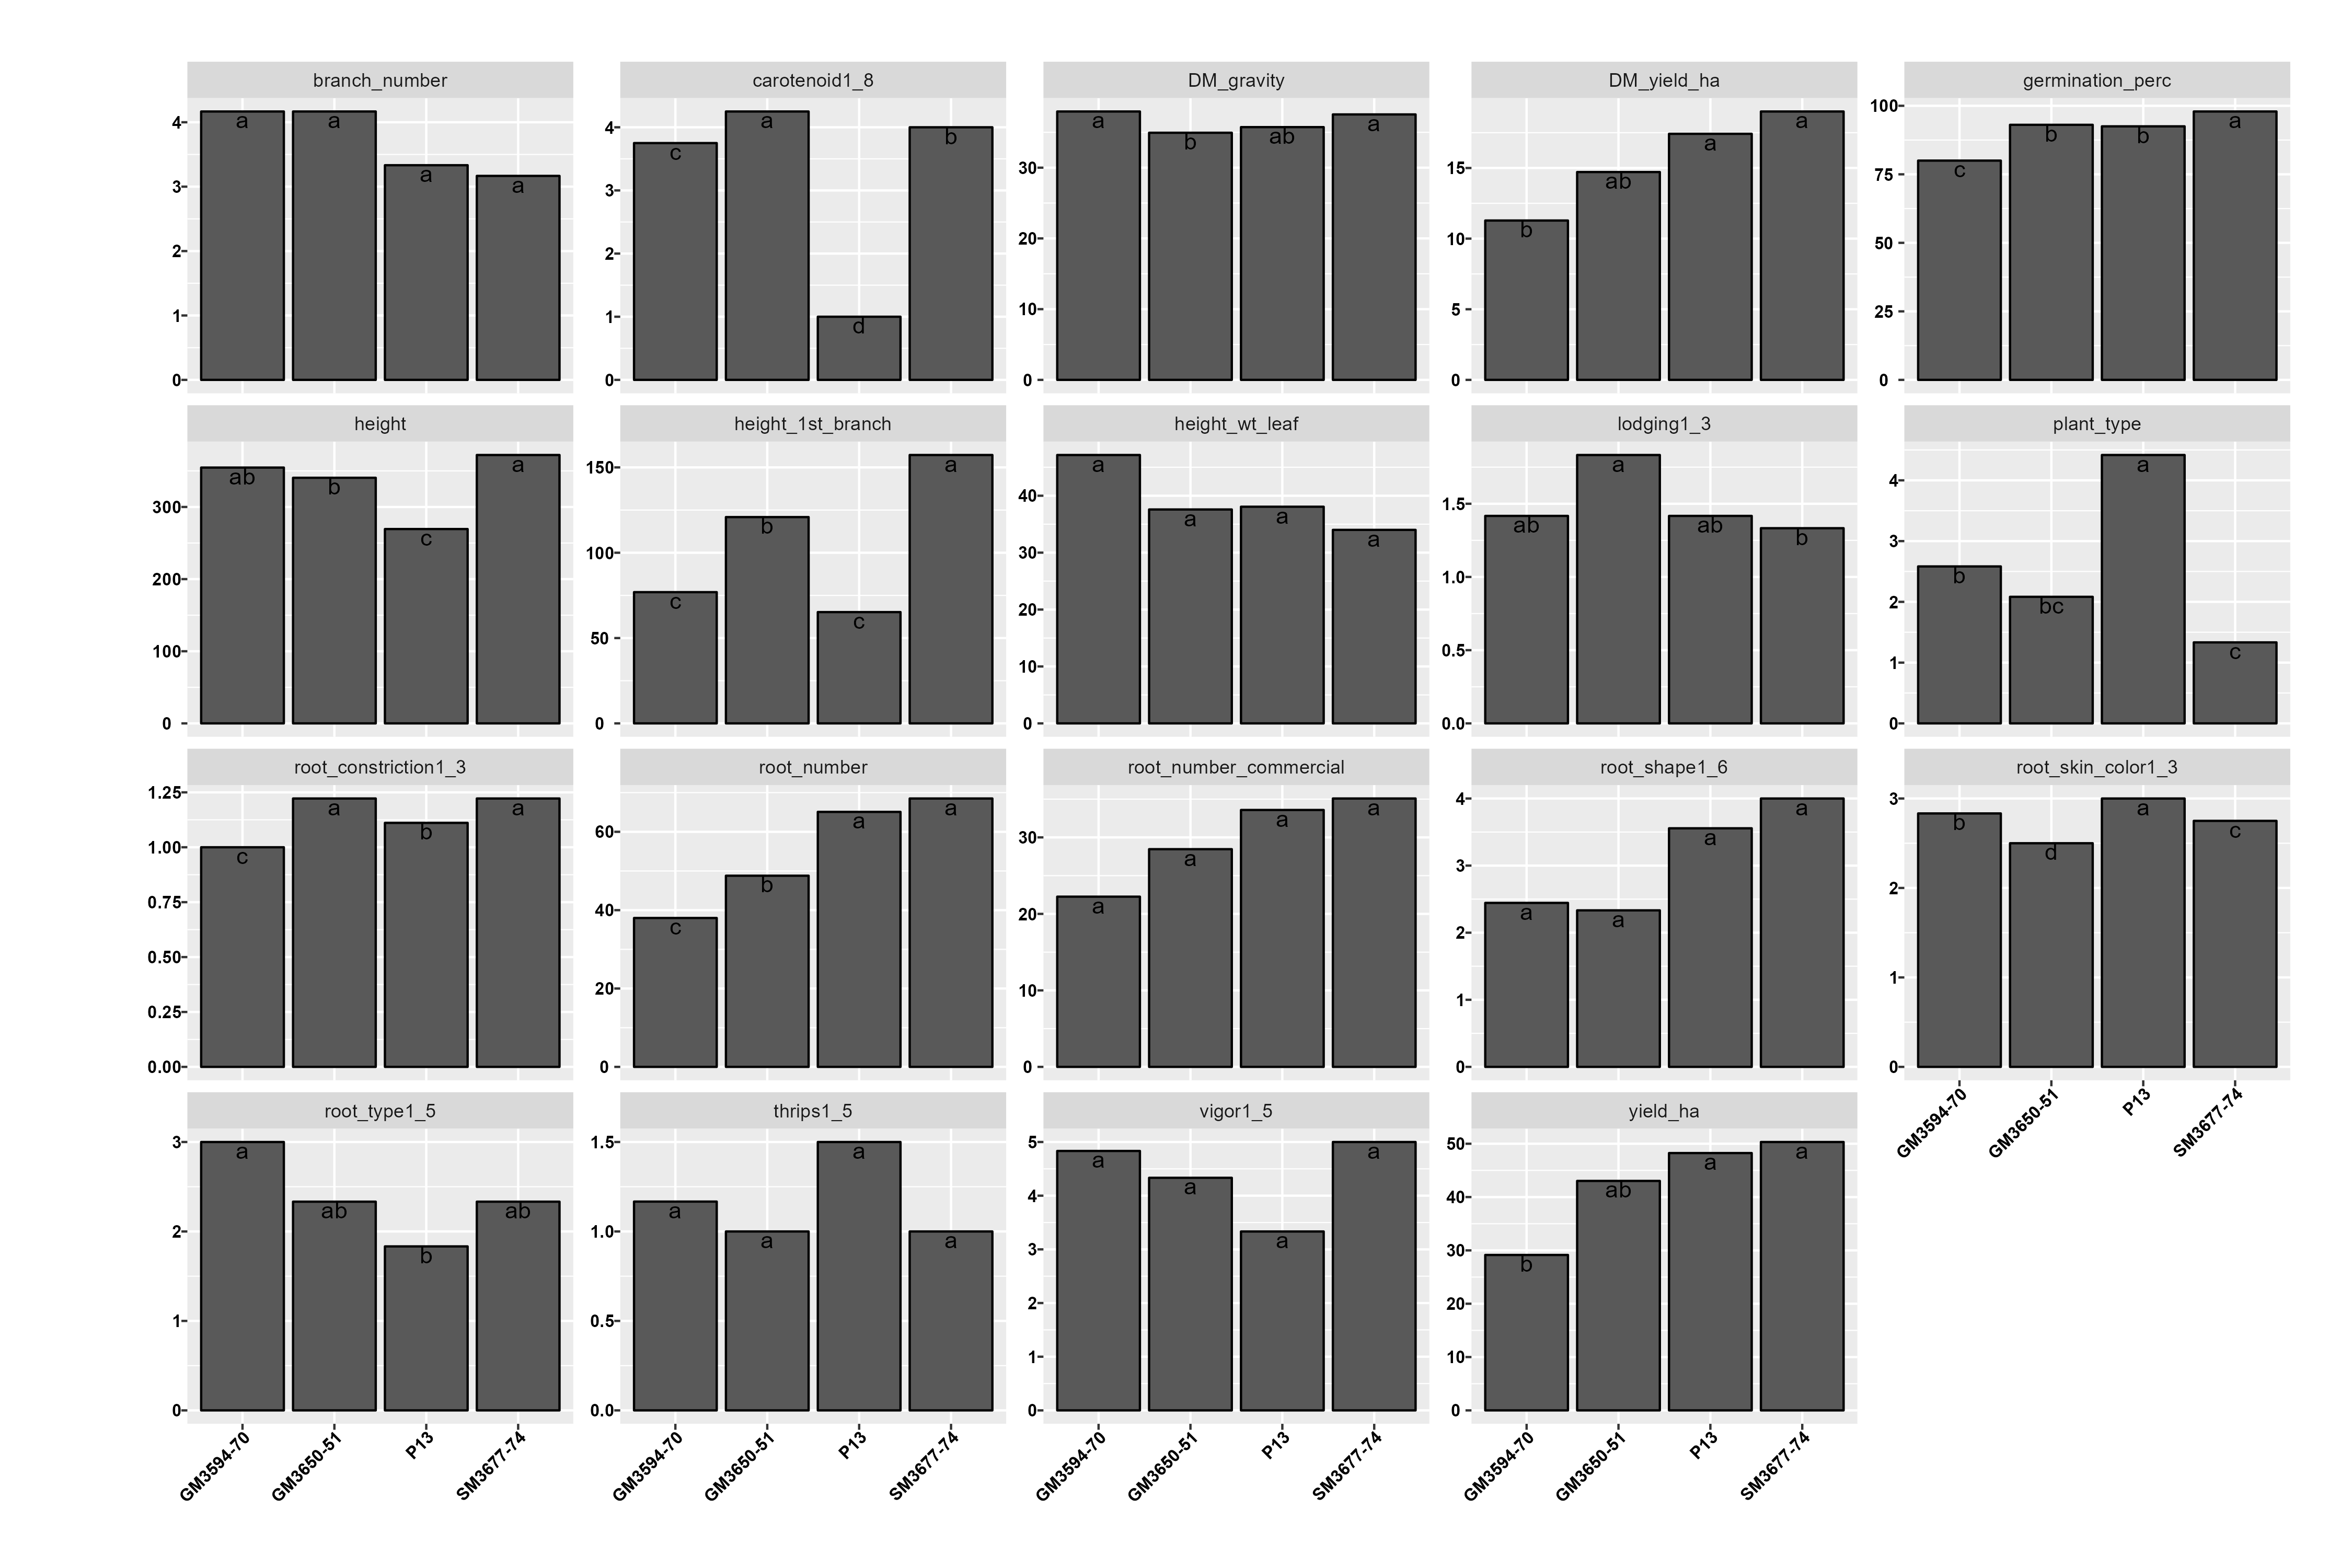 branch_number
4
3
2
1
0
a
a
a
a
carotenoid1_8
4
3
2
1
0
c
a
d
b
DM_gravity
30
20
10
0
a
b
ab
a
DM_yield_ha
15
10
5
0
b
ab
a
a
germination_perc
100
75
50
25
0
c
b
b
a
height
300
200
100
0
ab
b
c
a
height_1st_branch
150
100
50
0
c
b
c
a
height_wt_leaf
40
30
20
10
0
a
a
a
a
lodging1_3
1.5
1.0
0.5
0.0
ab
a
ab
b
plant_type
4
3
2
1
0
b
bc
a
c
root_constriction1_3
1.25
1.00
0.75
0.50
0.25
0.00
c
a
b
a
root_number
60
40
20
0
c
b
a
a
root_number_commercial
30
20
10
0
a
a
a
a
root_shape1_6
4
3
2
1
0
a
a
a
a
root_skin_color1_3
3
2
1
0
b
d
a
c
GM3594-70
GM3650-51
P13
SM3677-74
root_type1_5
3
2
1
0
a
ab
b
ab
GM3594-70
GM3650-51
P13
SM3677-74
thrips1_5
1.5
1.0
0.5
0.0
a
a
a
a
GM3594-70
GM3650-51
P13
SM3677-74
vigor1_5
5
4
3
2
1
0
a
a
a
a
GM3594-70
GM3650-51
P13
SM3677-74
yield_ha
50
40
30
20
10
0
b
ab
a
a
GM3594-70
GM3650-51
P13
SM3677-74